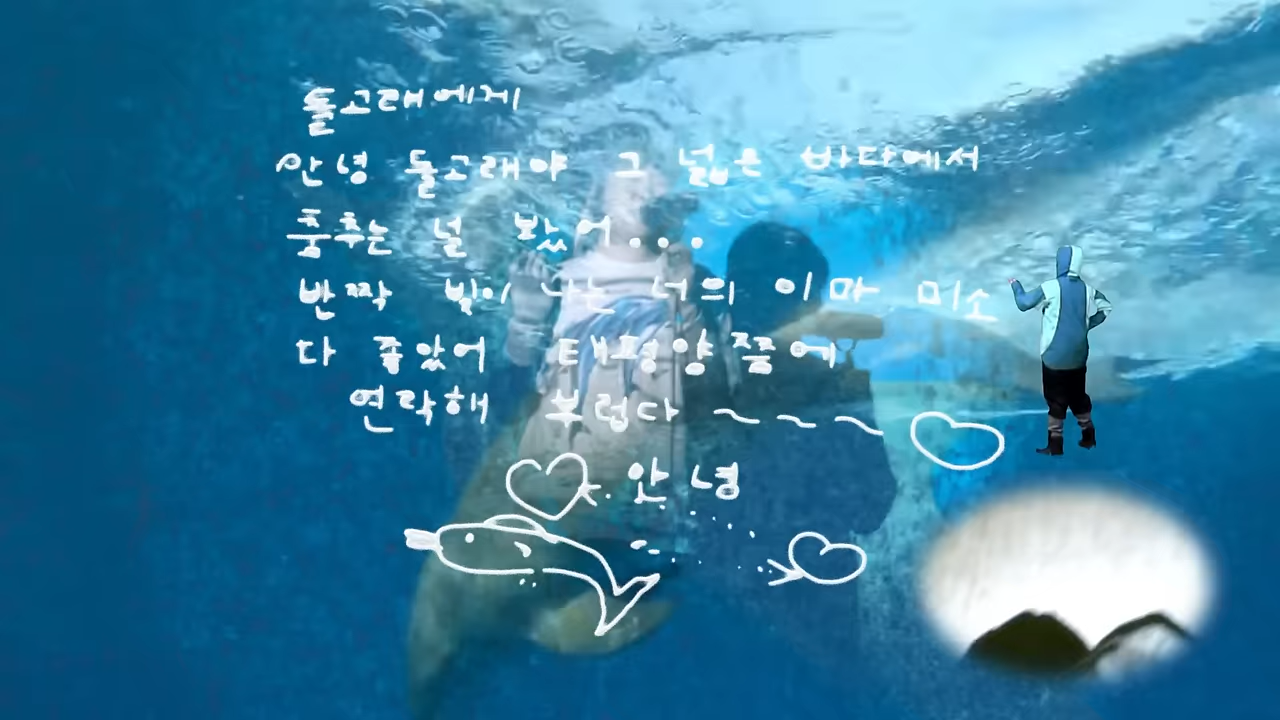 돌고래에게
안녕 돌고래야 그 넓은 바다에서
춤추는 널 봤어...
반짝 빛이 나는 너의 이마 미소
다 좋았어 태평양쯤에
연락해 부럽다 ~~~
안녕